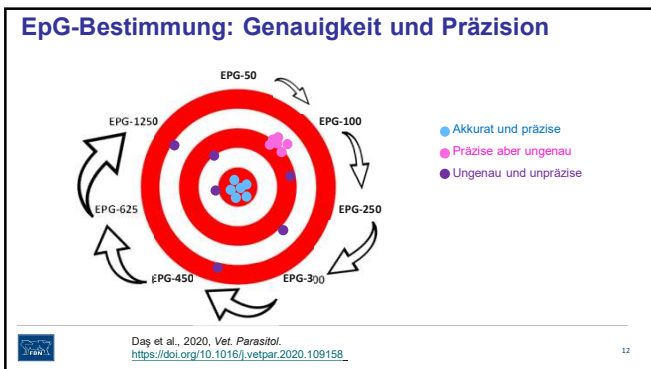 EpG-Bestimmung: Genauigkeit und Präzision
EPG-50
EPG-1250
EPG-100
Akkurat und präzise
Präzise aber ungenau
Ungenau und unpräzise
EPG-625
EPG-250
EPG-450
EPG-300
FBN
Daş et al., 2020, Vet. Parasitol.
https://doi.org/10.1016/j.vetpar.2020.109158
12